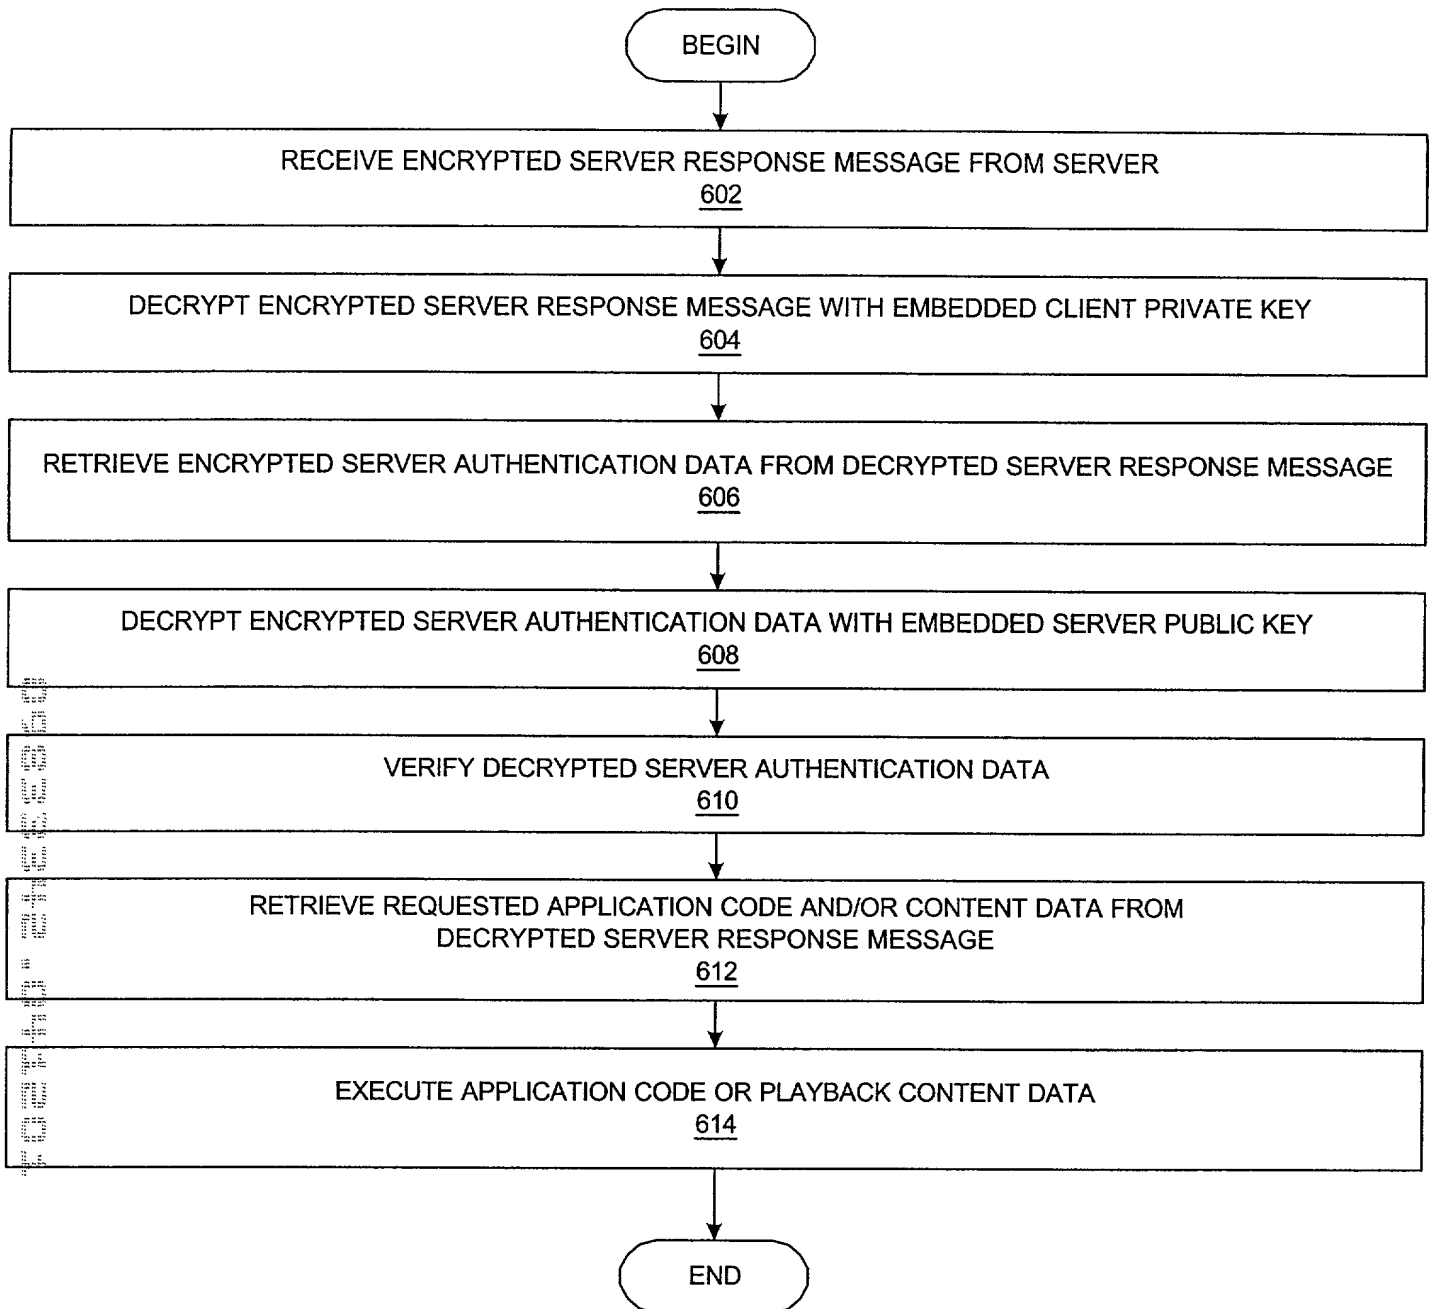 BEGIN
RECEIVE ENCRYPTED SERVER RESPONSE MESSAGE FROM SERVER
602
DECRYPT ENCRYPTED SERVER RESPONSE MESSAGE WITH EMBEDDED CLIENT PRIVATE KEY
604
RETRIEVE ENCRYPTED SERVER AUTHENTICATION DATA FROM DECRYPTED SERVER RESPONSE MESSAGE
606
DECRYPT ENCRYPTED SERVER AUTHENTICATION DATA WITH EMBEDDED SERVER PUBLIC KEY
608
VERIFY DECRYPTED SERVER AUTHENTICATION DATA
610
RETRIEVE REQUESTED APPLICATION CODE AND/OR CONTENT DATA FROM
DECRYPTED SERVER RESPONSE MESSAGE
612
EXECUTE APPLICATION CODE OR PLAYBACK CONTENT DATA
614
END